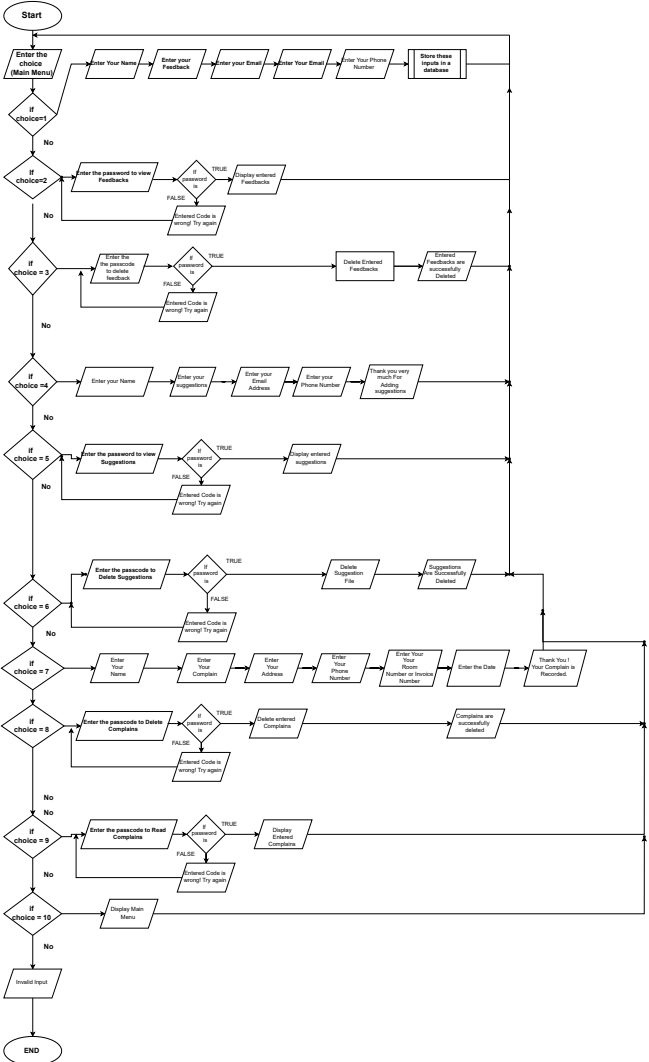 Start
Enter the
choice
(Main Menu)
Enter Your Name
Enter your
Feedback
Enter your Email
Enter Your Email
Enter Your Phone
Number
Store these
inputs in a
database
if
choice=1
No
If
choice=2
Enter the password to view
Feedbacks
If
password
is
TRUE
Display entered
Feedbacks
FALSE
Entered Code is
wrong! Try again
No
if
choice = 3
Enter the
the passcode
to delete
feedback
If
password
is
TRUE
Delete Entered
Feedbacks
Entered
Feedbacks are
successfully
Deleted
FALSE
Entered Code is
wrong! Try again
No
if
choice =4
Enter your Name
Enter your
suggestions
Enter your
Email
Address
Enter your
Phone Number
Thank you very
much For
Adding
suggestions
No
if
choice = 5
Enter the password to view
Suggestions
If
password
is
TRUE
Display entered
suggestions
FALSE
Entered Code is
wrong! Try again
No
if
choice = 6
Enter the passcode to
Delete Suggestions
If
password
is
TRUE
Delete
Suggestion
File
Suggestions
Are Successfully
Deleted
FALSE
Entered Code is
wrong! Try again
No
if
choice = 7
Enter
Your
Name
Enter
Your
Complain
Enter
Your
Address
Enter
Your
Phone
Number
Enter Your
Your
Room
Number or Invoice
Number
Enter the Date
Thank You !
Your Complain is
Recorded.
if
choice = 8
Enter the passcode to Delete
Complains
If
password
is
TRUE
Delete entered
Complains
Complains are
successfully
deleted
FALSE
Entered Code is
wrong! Try again
No
No
if
choice = 9
Enter the passcode to Read
Complains
If
password
is
TRUE
Display
Entered
Complains
FALSE
Entered Code is
wrong! Try again
No
if
choice = 10
Display Main
Menu
No
Invalid Input
END